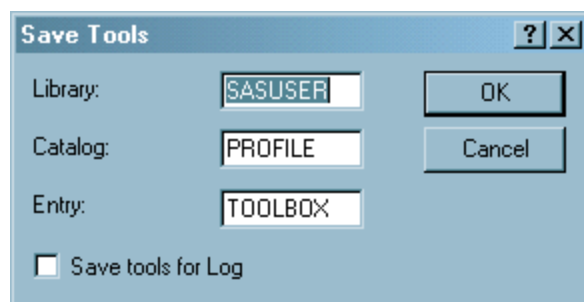 Save Tools
Library: SASUSER OK
Catalog: PROFILE Cancel
Entry: TOOLBOX
Save tools for Log